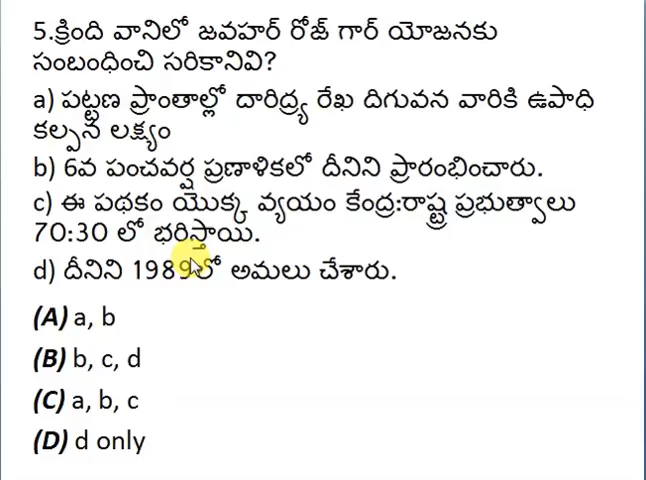 5.క్రింది వానిలో జవహర్ రోజ్ గార్ యోజనకు
సంబంధించి సరికానివి?
a) పట్టణ ప్రాంతాల్లో దారిద్ర్య రేఖ దిగువన వారికి ఉపాధి
కల్పన లక్ష్యం
b) 6వ పంచవర్ష ప్రణాళికలో దీనిని ప్రారంభించారు.
c) ఈ పథకం యొక్క వ్యయం కేంద్ర:రాష్ట్ర ప్రభుత్వాలు
70:30 లో భరిస్తాయి.
d) దీనిని 1989లో అమలు చేశారు.
(A) a, b
(B) b, c, d
(C) a, b, c
(D) d only